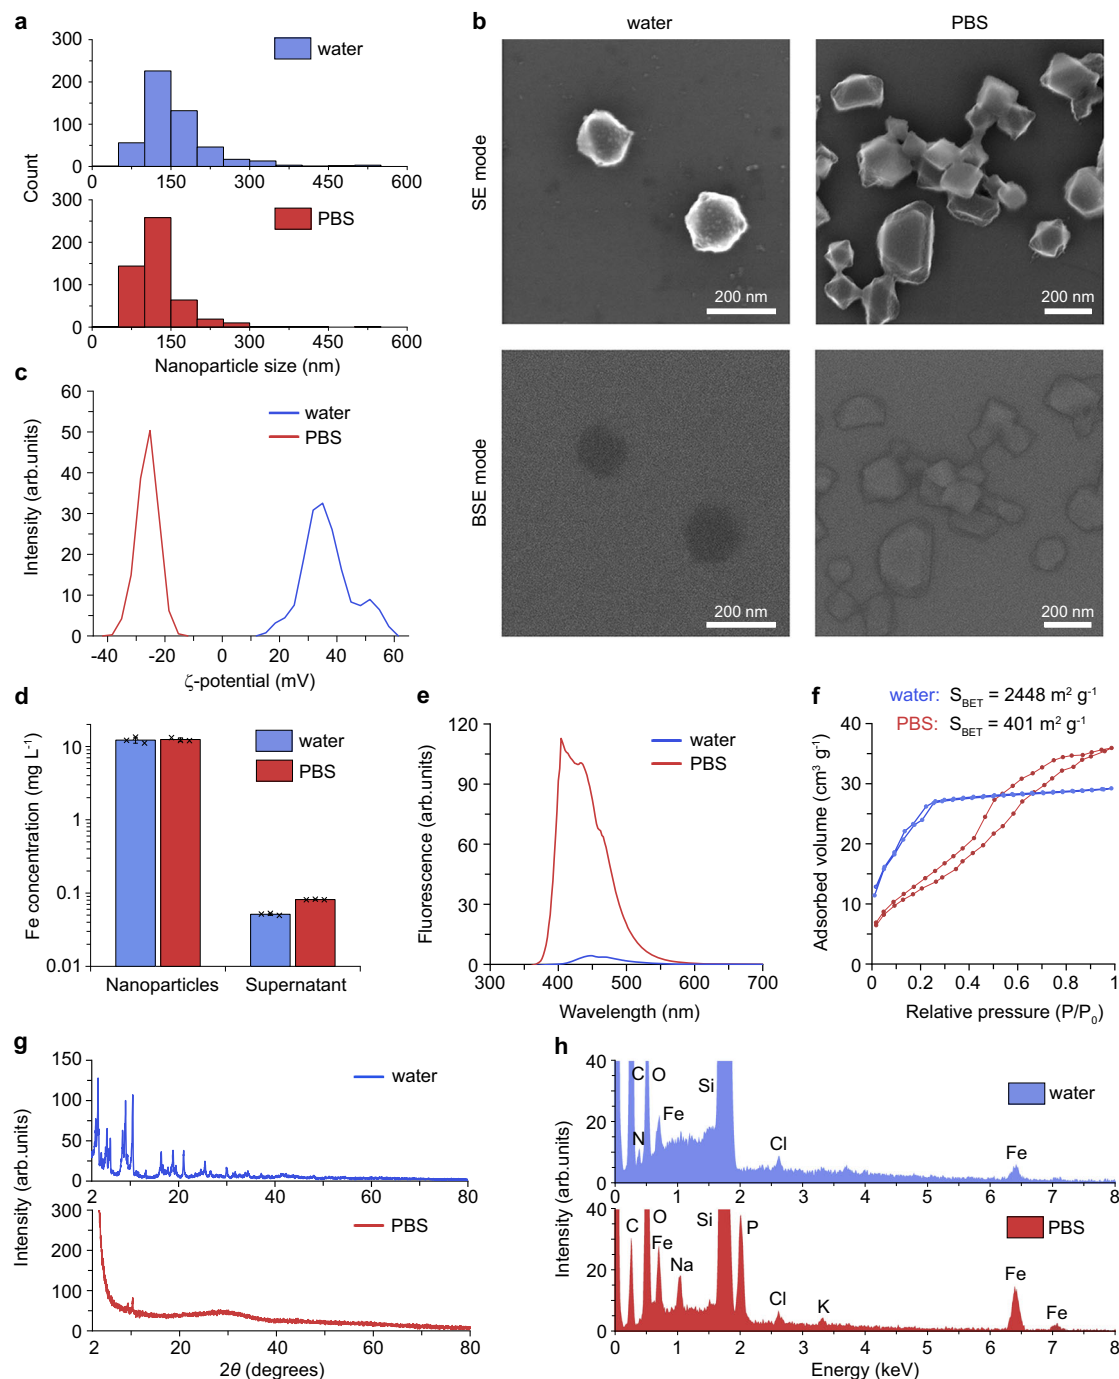 a
300
200
100
0
Count
water
0 150 300 450 600
300
200
100
0
PBS
0 150 300 450 600
Nanoparticle size (nm)
b
water PBS
SE mode
200 nm 200 nm
BSE mode
200 nm 200 nm
c
60
50
40
30
20
10
0
Intensity (arb.units)
water
PBS
-40 -20 0 20 40 60
ζ-potential (mV)
d
10
1
0.1
0.01
Fe concentration (mg L⁻¹)
water
PBS
Nanoparticles Supernatant
e
120
90
60
30
0
Fluorescence (arb.units)
water
PBS
300 400 500 600 700
Wavelength (nm)
f
water: S_BET = 2448 m² g⁻¹
PBS: S_BET = 401 m² g⁻¹
40
30
20
10
0
Adsorbed volume (cm³ g⁻¹)
0 0.2 0.4 0.6 0.8 1
Relative pressure (P/P₀)
g
150
100
50
0
Intensity (arb.units)
water
2 20 40 60 80
300
200
100
0
PBS
2 20 40 60 80
2θ (degrees)
h
40
20
0
Intensity (arb.units)
C O Si
Fe
N
Cl
Fe
water
0 1 2 3 4 5 6 7 8
40
20
0
C O Si P
Fe
Na
Cl K
Fe
Fe
PBS
0 1 2 3 4 5 6 7 8
Energy (keV)